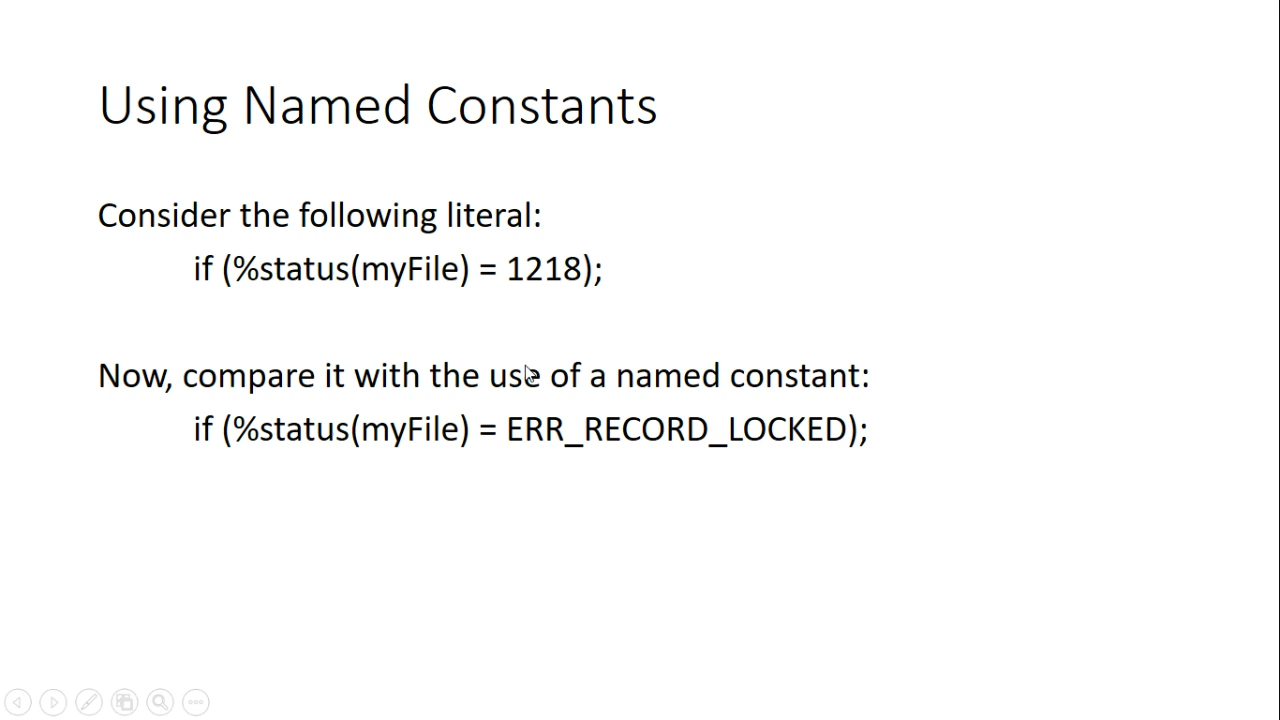 Using Named Constants
Consider the following literal:
if (%status(myFile) = 1218);
Now, compare it with the use of a named constant:
if (%status(myFile) = ERR_RECORD_LOCKED);